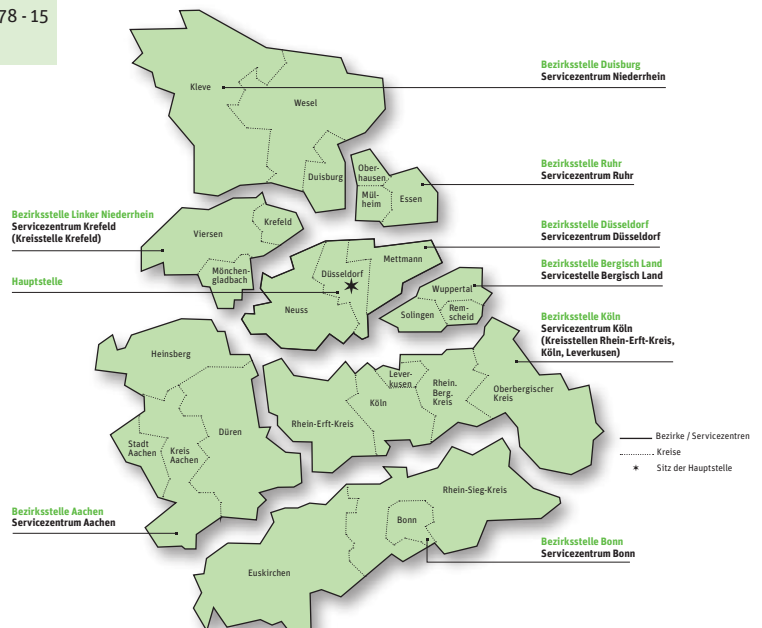 78 - 15
Bezirksstelle Duisburg
Servicezentrum Niederrhein
Kleve
Wesel
Duisburg
Bezirksstelle Ruhr
Servicezentrum Ruhr
Ober-
hausen
Mül-
heim
Essen
Bezirksstelle Linker Niederrhein
Servicezentrum Krefeld
(Kreisstelle Krefeld)
Viersen
Krefeld
Mönchen-
gladbach
Bezirksstelle Düsseldorf
Servicezentrum Düsseldorf
Mettmann
Düsseldorf
Neuss
Hauptstelle
Bezirksstelle Bergisch Land
Servicestelle Bergisch Land
Wuppertal
Solingen
Rem-
scheid
Bezirksstelle Köln
Servicezentrum Köln
(Kreisstellen Rhein-Erft-Kreis,
Köln, Leverkusen)
Heinsberg
Düren
Stadt
Aachen
Kreis
Aachen
Rhein-Erft-Kreis
Köln
Lever-
kusen
Rhein.
Berg.
Kreis
Oberbergischer
Kreis
Bezirke / Servicezentren
Kreise
Sitz der Hauptstelle
Bezirksstelle Aachen
Servicezentrum Aachen
Rhein-Sieg-Kreis
Bonn
Euskirchen
Bezirksstelle Bonn
Servicezentrum Bonn